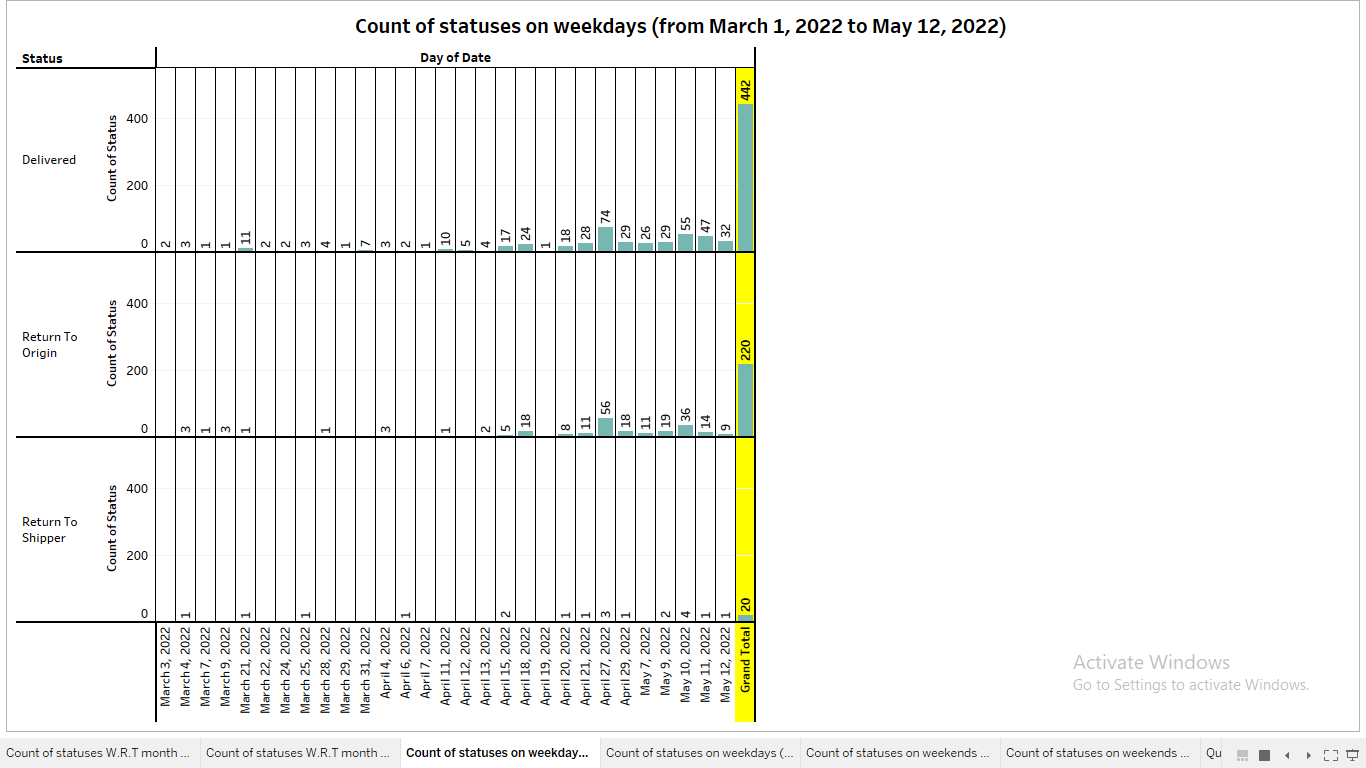 Count of statuses on weekdays (from March 1, 2022 to May 12, 2022)
Status
Day of Date
Delivered
Count of Status
400
200
0
2 3 1 1 11 2 2 3 4 1 7 3 2 1 10 5 4 17 24 1 18 28 74 29 26 29 55 47 32 442
Return To
Origin
Count of Status
400
200
0
3 1 3 1 1 3 1 2 5 18 8 11 56 18 11 19 36 14 9 220
Return To
Shipper
Count of Status
400
200
0
1 1 1 1 2 1 1 3 1 2 4 1 1 20
March 3, 2022
March 4, 2022
March 7, 2022
March 9, 2022
March 21, 2022
March 22, 2022
March 24, 2022
March 25, 2022
March 28, 2022
March 29, 2022
March 31, 2022
April 4, 2022
April 6, 2022
April 7, 2022
April 11, 2022
April 12, 2022
April 13, 2022
April 15, 2022
April 18, 2022
April 19, 2022
April 20, 2022
April 21, 2022
April 27, 2022
April 29, 2022
May 7, 2022
May 9, 2022
May 10, 2022
May 11, 2022
May 12, 2022
Grand Total
Activate Windows
Go to Settings to activate Windows.
Count of statuses W.R.T month ...
Count of statuses W.R.T month ...
Count of statuses on weekday...
Count of statuses on weekdays (...
Count of statuses on weekends ...
Count of statuses on weekends ...
Qu